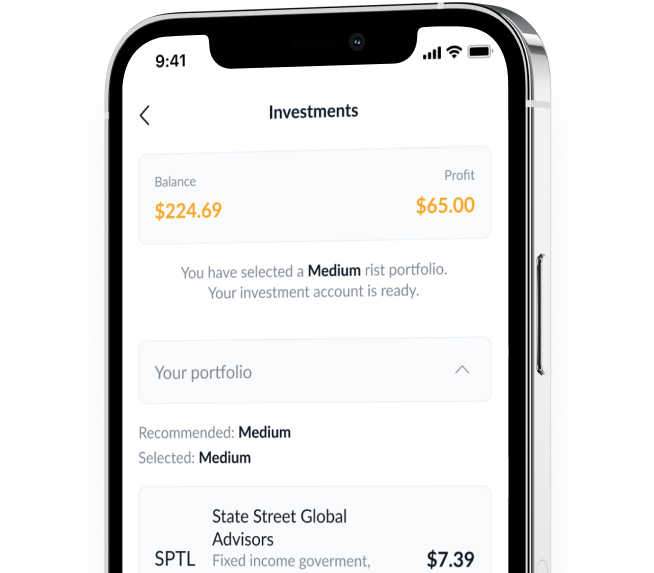 9:41
Investments
Balance Profit
$224.69 $65.00
You have selected a Medium rist portfolio.
Your investment account is ready.
Your portfolio
Recommended: Medium
Selected: Medium
State Street Global
Advisors
SPTL Fixed income goverment, $7.39